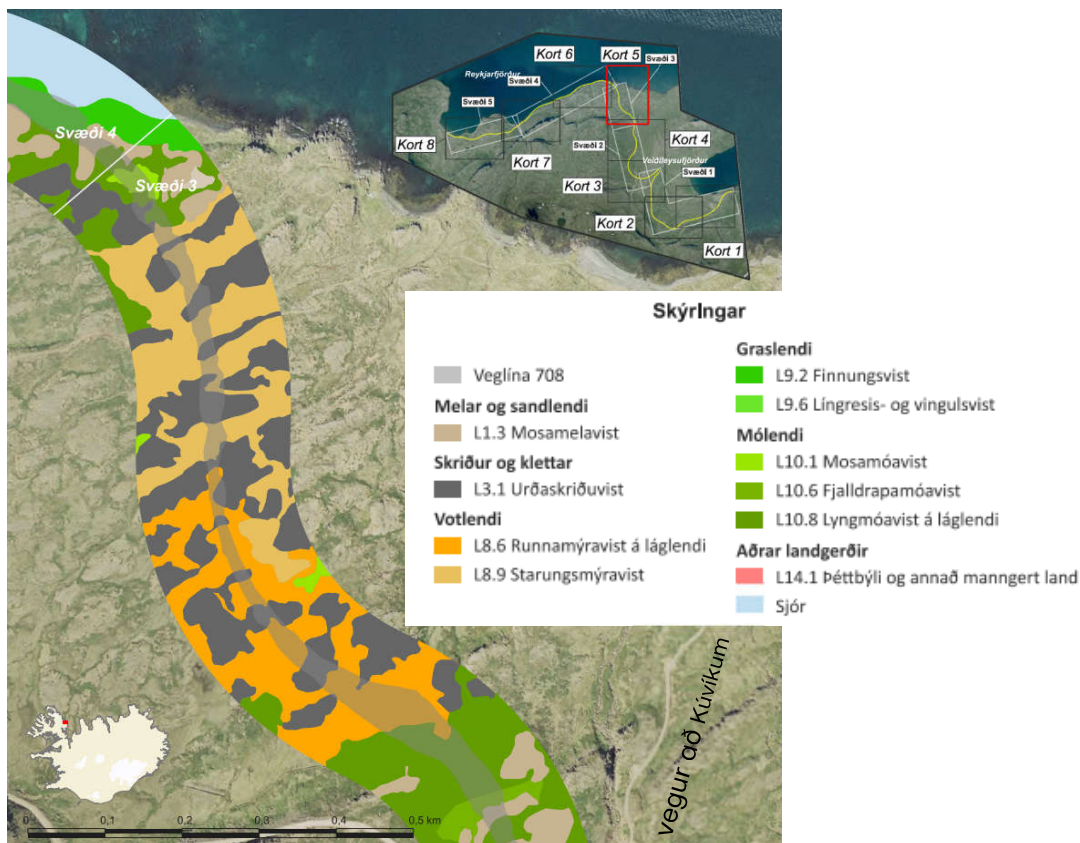 Svæði 4
Svæði 3
Kort 6
Kort 5
Svæði 3
Reykjarfjörður
Svæði 4
Svæði 5
Kort 8
Kort 7
Svæði 2
Kort 4
Veiðileysufjörður
Svæði 1
Kort 3
Kort 2
Kort 1
Skýringar
Veglína 708
Melar og sandlendi
L1.3 Mosamelavist
Skriður og klettar
L3.1 Urðaskriðuvist
Votlendi
L8.6 Runnamýravist á láglendi
L8.9 Starungsmýravist
Graslendi
L9.2 Finnungsvist
L9.6 Língresis- og vingulsvist
Mólendi
L10.1 Mosamóavist
L10.6 Fjalldrapamóavist
L10.8 Lyngmóavist á láglendi
Aðrar landgerðir
L14.1 Þéttbýli og annað manngert land
Sjór
vegur að Kúvíkum
0 0,1 0,2 0,3 0,4 0,5 km